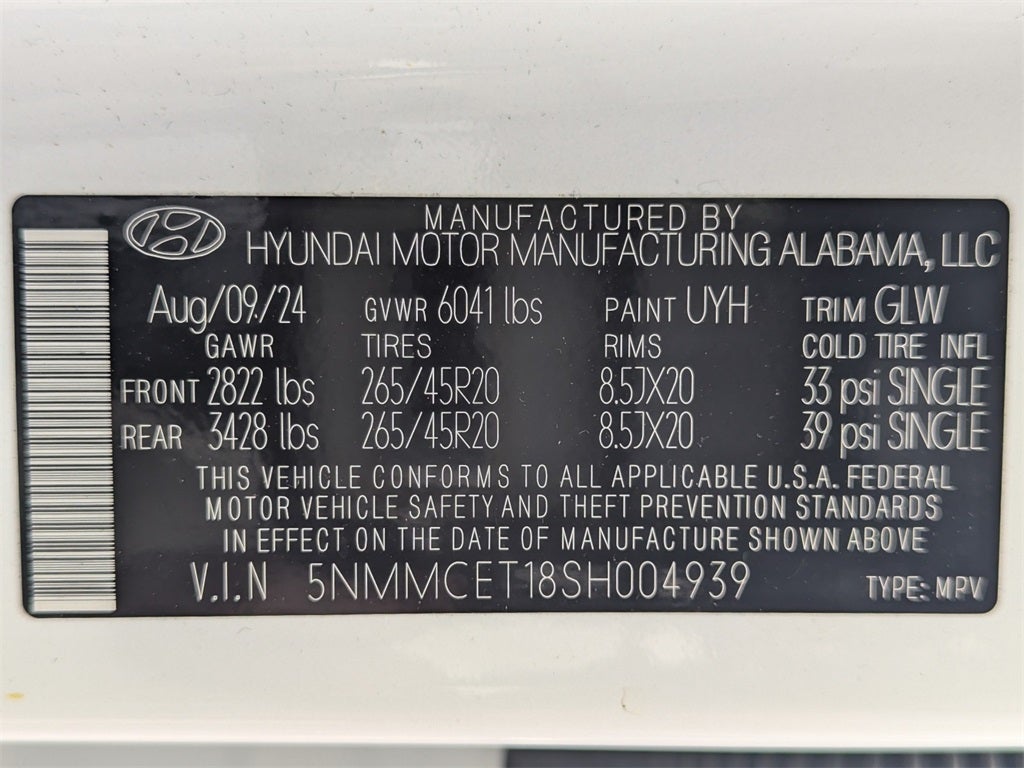 MANUFACTURED BY
HYUNDAI MOTOR MANUFACTURING ALABAMA, LLC
Aug/09/24 GVWR 6041 lbs PAINT UYH TRIM GLW
GAWR TIRES RIMS COLD TIRE INFL
FRONT 2822 lbs 265/45R20 8.5JX20 33 psi SINGLE
REAR 3428 lbs 265/45R20 8.5JX20 39 psi SINGLE
THIS VEHICLE CONFORMS TO ALL APPLICABLE U.S.A. FEDERAL
MOTOR VEHICLE SAFETY AND THEFT PREVENTION STANDARDS
IN EFFECT ON THE DATE OF MANUFACTURE SHOWN ABOVE
V.I.N 5NMMCET18SH004939 TYPE: MPV